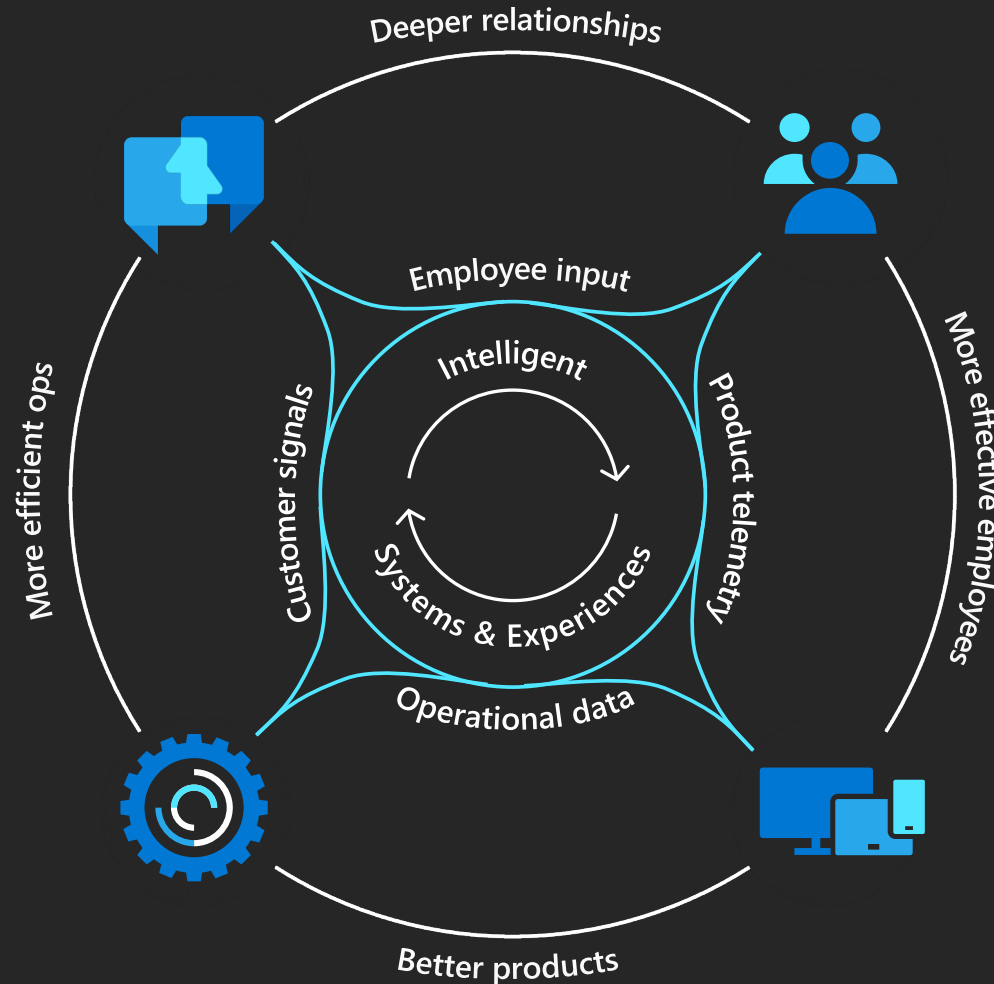 Deeper relationships
Employee input
Intelligent
More efficient ops
Customer signals
Product telemetry
More effective employees
Systems & Experiences
Operational data
Better products